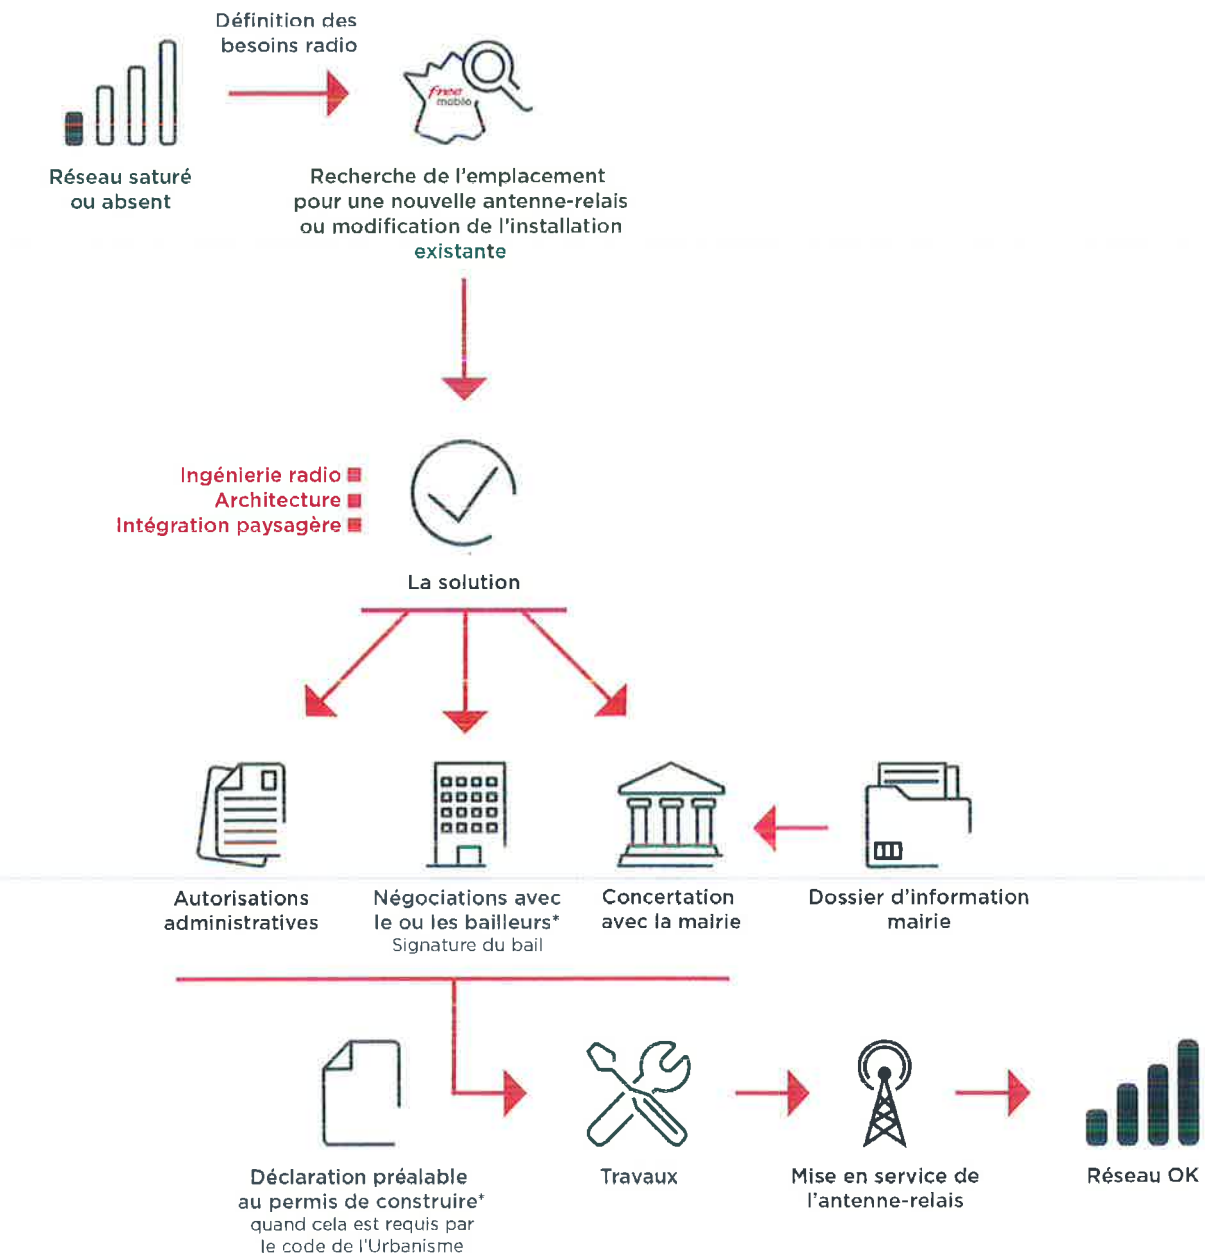 Définition des
besoins radio
free
mobile
Réseau saturé
ou absent
Recherche de l'emplacement
pour une nouvelle antenne-relais
ou modification de l'installation
existante
Ingénierie radio
Architecture
Intégration paysagère
La solution
Autorisations
administratives
Négociations avec
le ou les bailleurs*
Signature du bail
Concertation
avec la mairie
Dossier d'information
mairie
Déclaration préalable
au permis de construire*
quand cela est requis par
le code de l'Urbanisme
Travaux
Mise en service de
l'antenne-relais
Réseau OK